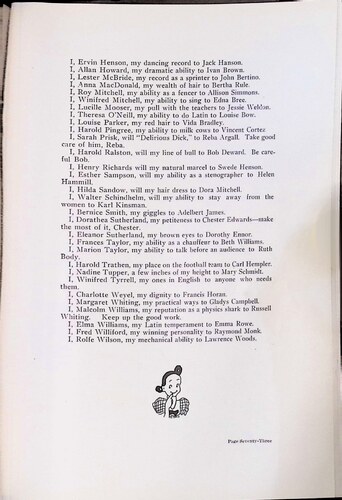 I, Ervin Henson, my dancing record to Jack Hanson.
I, Allan Howard, my dramatic ability to Ivan Brown.
I, Lester McBride, my record as a sprinter to John Bertino.
I, Anna MacDonald, my wealth of hair to Bertha Rule.
I, Roy Mitchell, my ability as a fencer to Allison Simmons.
I, Winifred Mitchell, my ability to sing to Edna Bree.
I, Lucille Mooser, my pull with the teachers to Jessie Weldon.
I, Theresa O'Neill, my ability to do Latin to Louise Bow.
I, Louise Parker, my red hair to Vida Bradley.
I, Harold Pingree, my ability to milk cows to Vincent Cortez
I, Sarah Prisk, will "Delirious Dick," to Reba Argall. Take good
care of him, Reba.
I, Harold Ralston, will my line of bull to Bob Deward. Be care-
ful Bob.
I, Henry Richards will my natural marcel to Swede Henson.
I, Esther Sampson, will my ability as a stenographer to Helen
Hammill.
I, Hilda Sandow, will my hair dress to Dora Mitchell.
I, Walter Schindhelm, will my ability to stay away from the
women to Karl Kinsman.
I, Bernice Smith, my giggles to Adelbert James.
I, Dorothea Sutherland, my petiteness to Chester Edwards—make
the most of it, Chester.
I, Eleanor Sutherland, my brown eyes to Dorothy Ennor.
I, Frances Taylor, my ability as a chauffeur to Beth Williams.
I, Marion Taylor, my ability to talk before an audience to Ruth
Body.
I, Harold Trathen, my place on the football team to Carl Hempler.
I, Nadine Tupper, a few inches of my height to Mary Schmidt.
I, Winifred Tyrrell, my ones in English to anyone who needs
them.
I, Charlotte Weyel, my dignity to Francis Horan.
I, Margaret Whiting, my practical ways to Gladys Campbell.
I, Malcolm Williams, my reputation as a physics shark to Russell
Whiting. Keep up the good work.
I, Elma Williams, my Latin temperament to Emma Rowe.
I, Fred Williford, my winning personality to Raymond Monk.
I, Rolfe Wilson, my mechanical ability to Lawrence Woods.
Page Seventy-Three